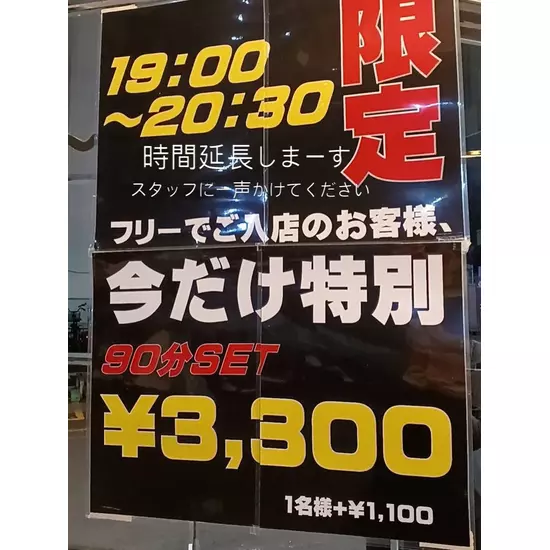 限定
19:00
~20:30
時間延長しまーす
スタッフに一声かけてください
フリーでご入店のお客様、
今だけ特別
90分SET
¥3,300
1名様+¥1,100